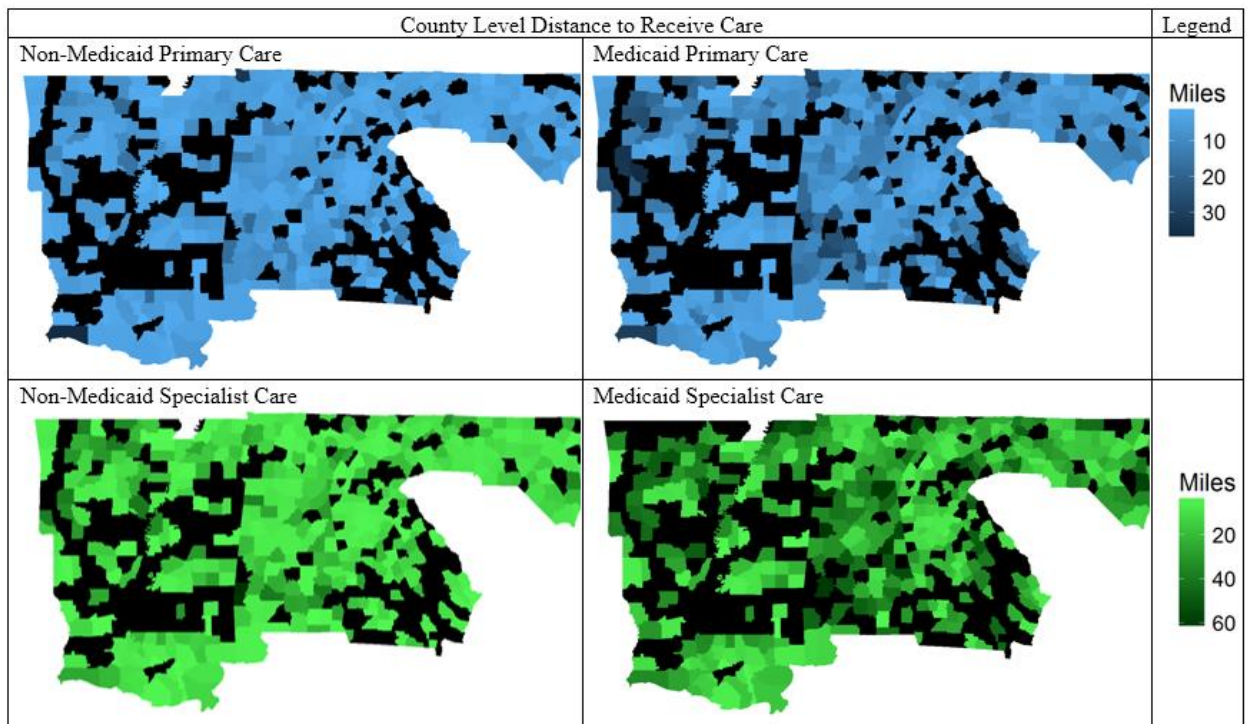 County Level Distance to Receive Care
Legend
Non-Medicaid Primary Care
Medicaid Primary Care
Miles
10
20
30
Non-Medicaid Specialist Care
Medicaid Specialist Care
Miles
20
40
60